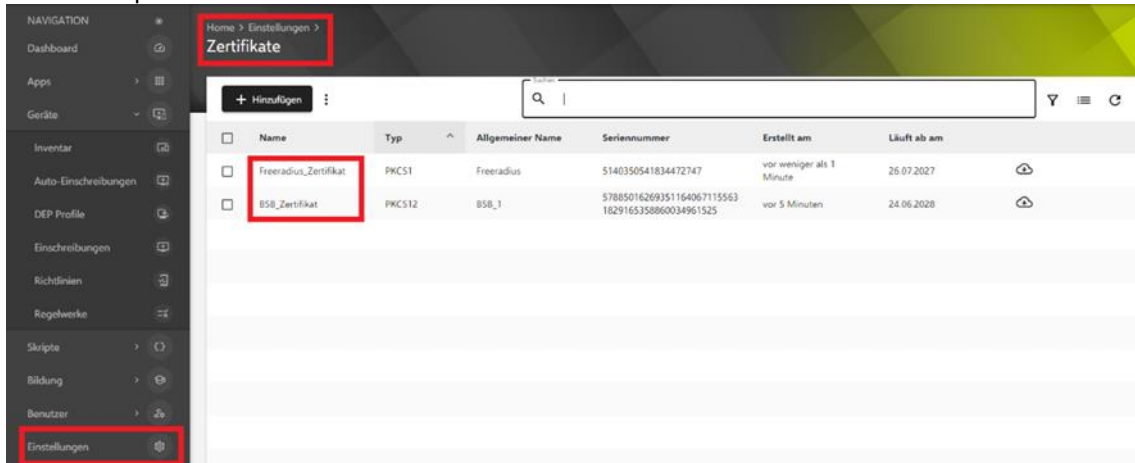 NAVIGATION
Dashboard
Apps
Geräte
Inventar
Auto-Einschreibungen
DEP Profile
Einschreibungen
Richtlinien
Regelwerke
Skripte
Bildung
Benutzer
Einstellungen
Home > Einstellungen >
Zertifikate
+ Hinzufügen
Suchen
Name Typ Allgemeiner Name Seriennummer Erstellt am Läuft ab am
Freeradius_Zertifikat PKCS1 Freeradius 5140350541834472747 vor weniger als 1
Minute 26.07.2027
BSB_Zertifikat PKCS12 BSB_1 57885016269351164067115563
1829165358860034961525 vor 5 Minuten 24.06.2028